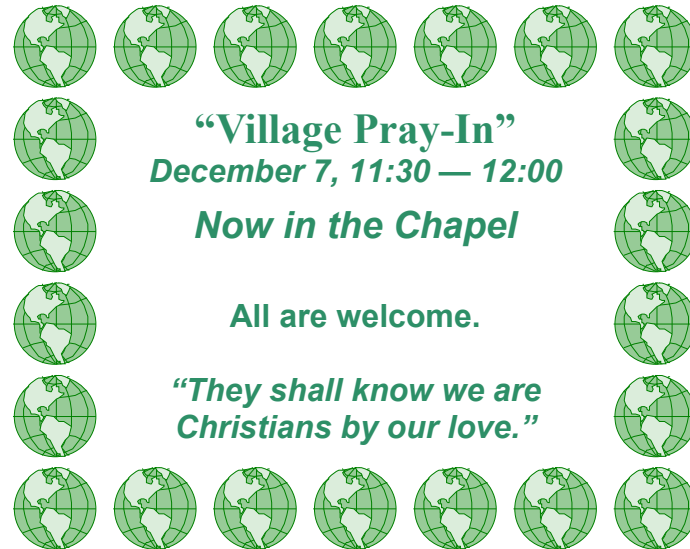 “Village Pray-In”
December 7, 11:30 — 12:00
Now in the Chapel
All are welcome.
“They shall know we are
Christians by our love.”